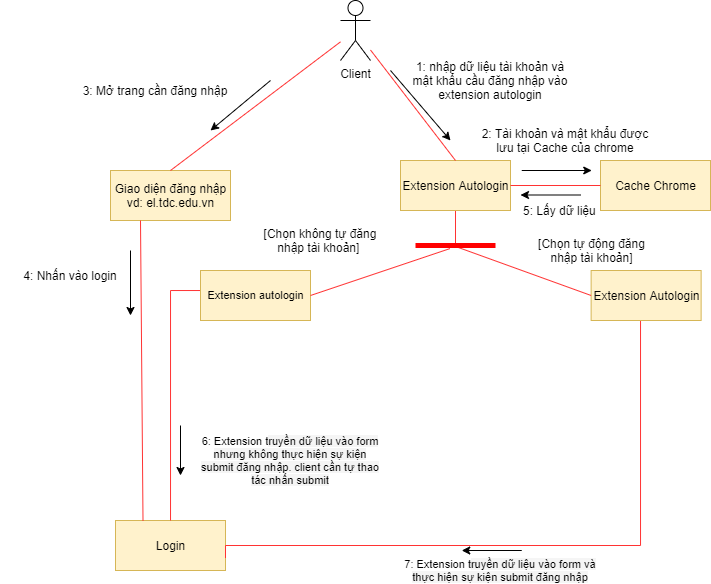 Client
1: nhập dữ liệu tài khoản và
mật khẩu cầu đăng nhập vào
extension autologin
3: Mở trang cần đăng nhập
2: Tài khoản và mật khẩu được
lưu tại Cache của chrome
Giao diện đăng nhập
vd: el.tdc.edu.vn
Extension Autologin
Cache Chrome
5: Lấy dữ liệu
[Chọn không tự đăng
nhập tài khoản]
[Chọn tự động đăng
nhập tài khoản]
4: Nhấn vào login
Extension autologin
Extension Autologin
6: Extension truyền dữ liệu vào form
nhưng không thực hiện sự kiện
submit đăng nhập. client cần tự thao
tác nhấn submit
Login
7: Extension truyền dữ liệu vào form và
thực hiện sự kiện submit đăng nhập